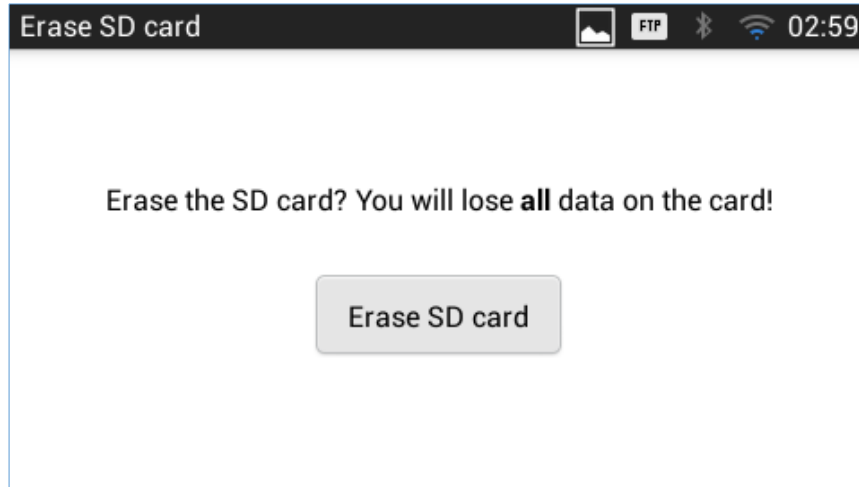 Erase SD card FTP 02:59
Erase the SD card? You will lose all data on the card!
Erase SD card